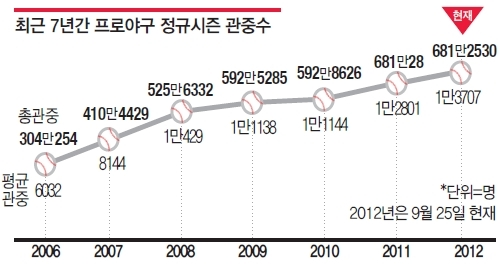 최근 7년간 프로야구 정규시즌 관중수
현재
총관중
304만254
410만4429
525만6332
592만5285
592만8626
681만28
681만2530
평균
관중
6032
8144
1만429
1만1138
1만1144
1만2801
1만3707
*단위=명
2012년은 9월 25일 현재
2006 2007 2008 2009 2010 2011 2012